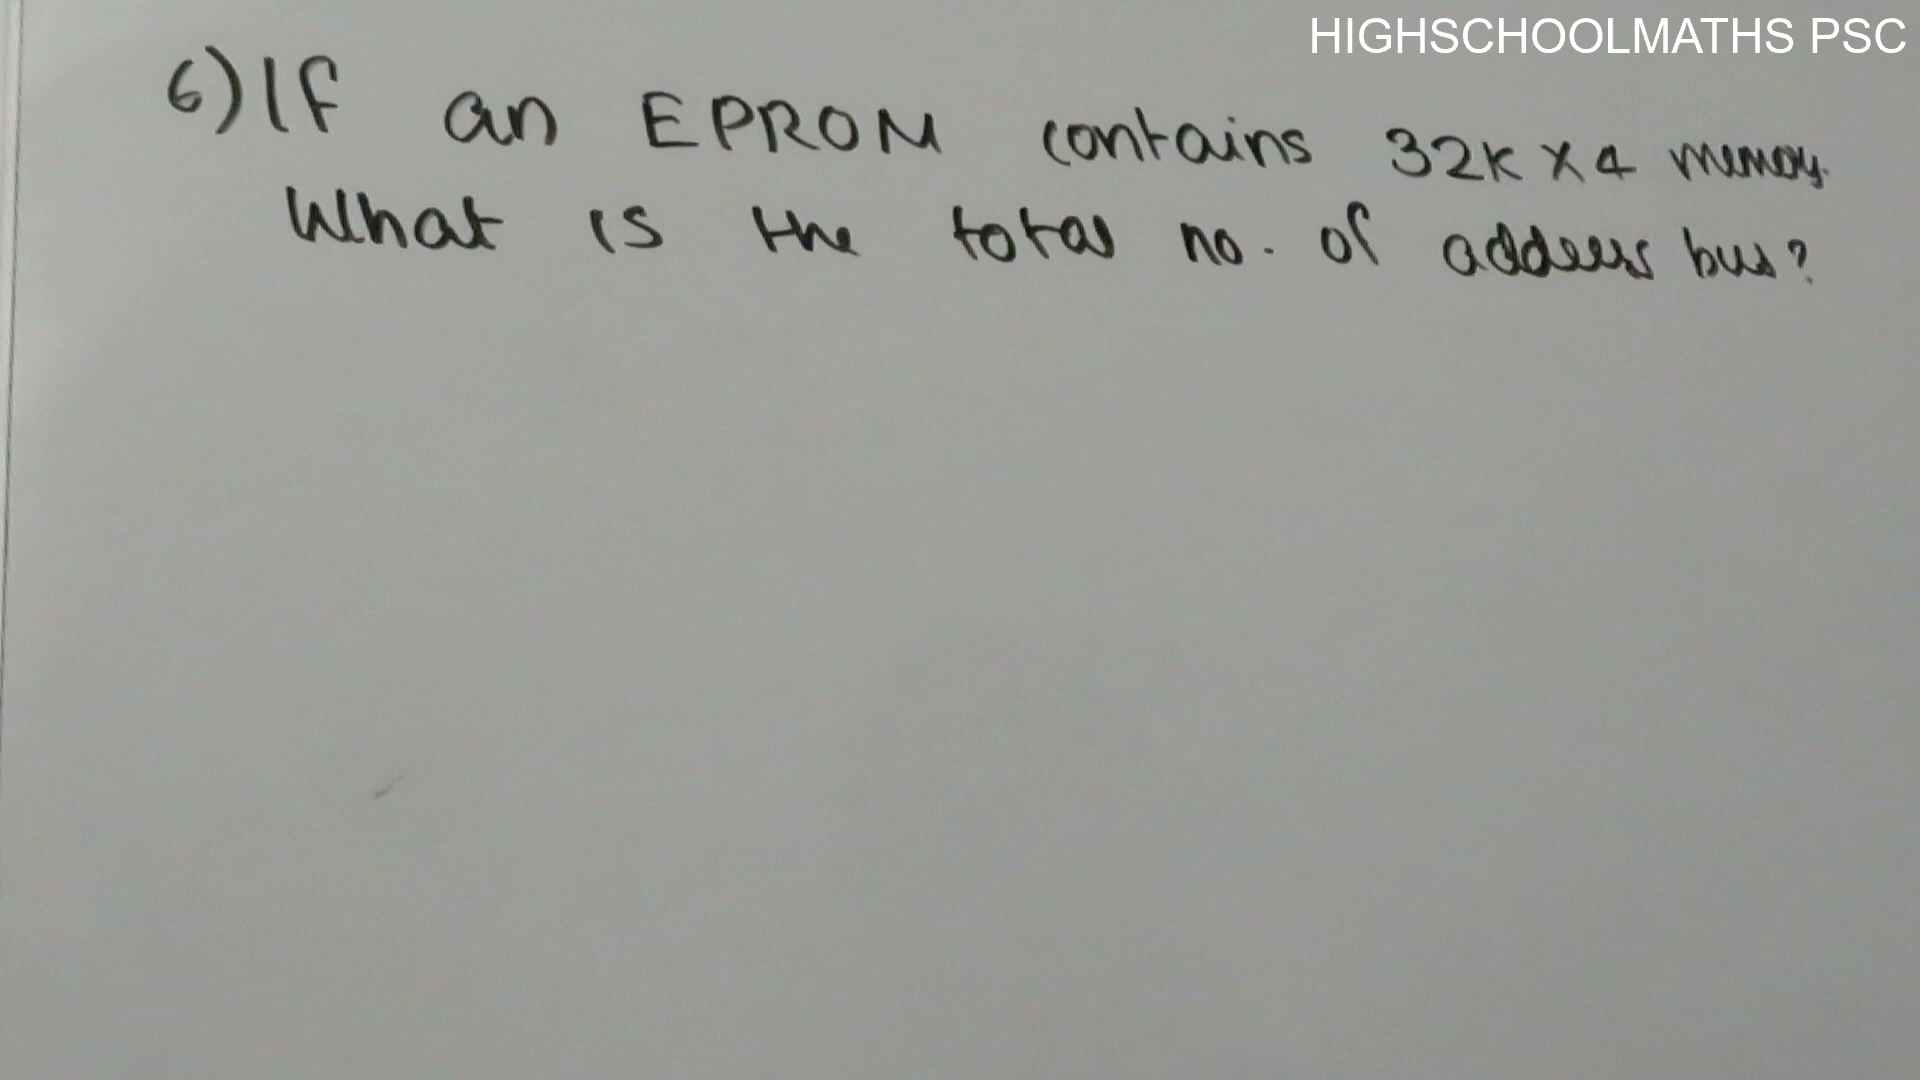 HIGHSCHOOLMATHS PSC
6) If an EPROM contains 32K X 4 memory.
What is the total no. of address bus?